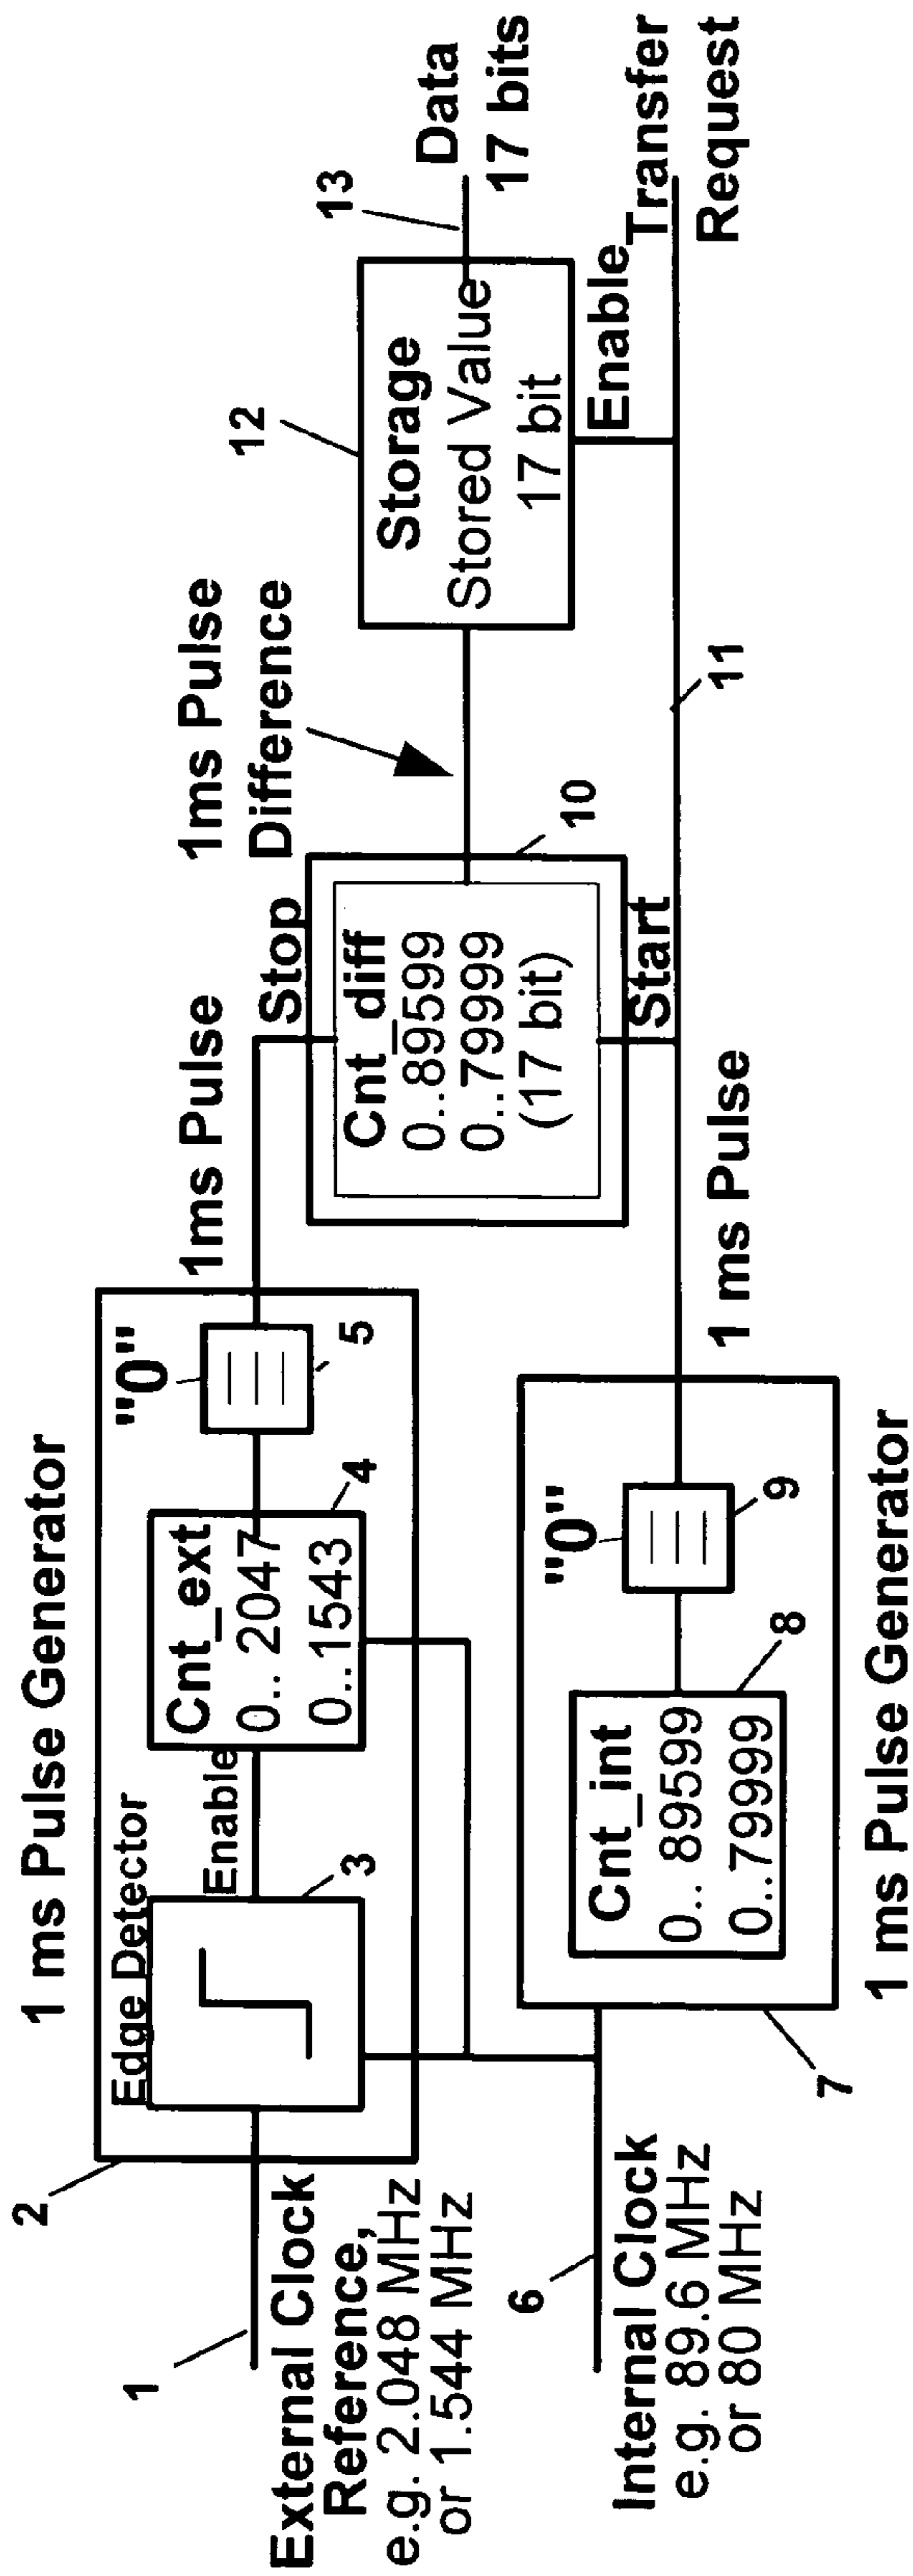 1 ms Pulse Generator
2
Edge Detector
3
Enable
Cnt_ext
0.. 2047
0..1543
4
"0"
5
1
External Clock
Reference,
e.g. 2.048 MHz
or 1.544 MHz
1ms Pulse
Stop
Cnt_diff
0..89599
0..79999
(17 bit)
Start
10
1ms Pulse
Difference
12
Storage
Stored Value
17 bit
13
Data
17 bits
Enable
Transfer
Request
11
6
Internal Clock
e.g. 89.6 MHz
or 80 MHz
7
Cnt_int
0.. 89599
0..79999
8
"0"
9
1 ms Pulse
1 ms Pulse Generator